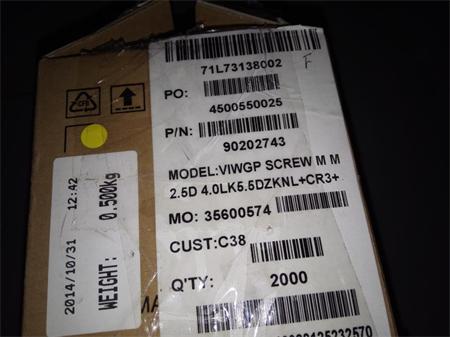 71L73138002
F
PO:
4500550025
P/N:
90202743
MODEL:VIWGP SCREW M M
2.5D 4.0LK5.5DZKNL+CR3+
MO: 35600574
CUST:C38
Q'TY: 2000
2014/10/31 12:42
WEIGHT: 0.500kg
MA